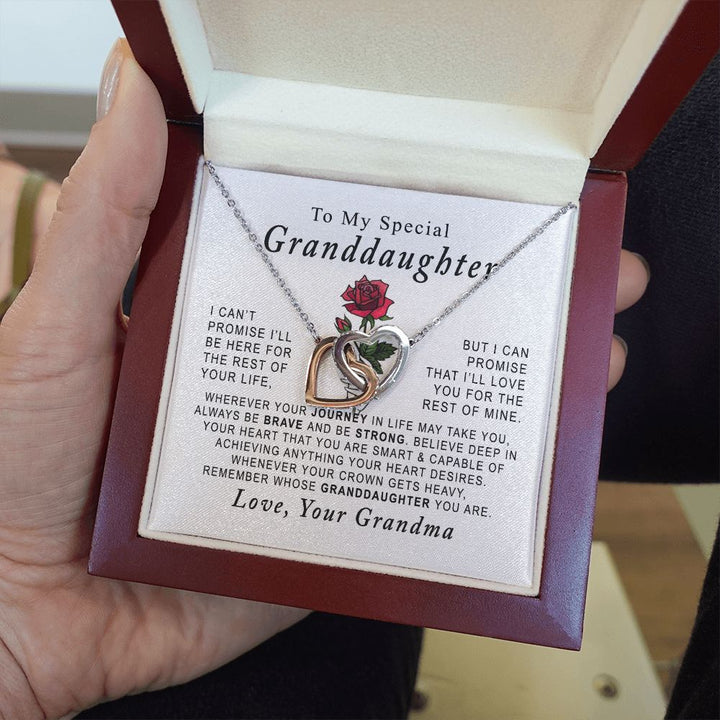 To My Special
Granddaughter
I CAN'T
PROMISE I'LL
BE HERE FOR
THE REST OF
YOUR LIFE,
BUT I CAN
PROMISE
THAT I'LL LOVE
YOU FOR THE
REST OF MINE.
WHEREVER YOUR JOURNEY IN LIFE MAY TAKE YOU,
ALWAYS BE BRAVE AND BE STRONG. BELIEVE DEEP IN
YOUR HEART THAT YOU ARE SMART & CAPABLE OF
ACHIEVING ANYTHING YOUR HEART DESIRES.
WHENEVER YOUR CROWN GETS HEAVY,
REMEMBER WHOSE GRANDDAUGHTER YOU ARE.
Love, Your Grandma